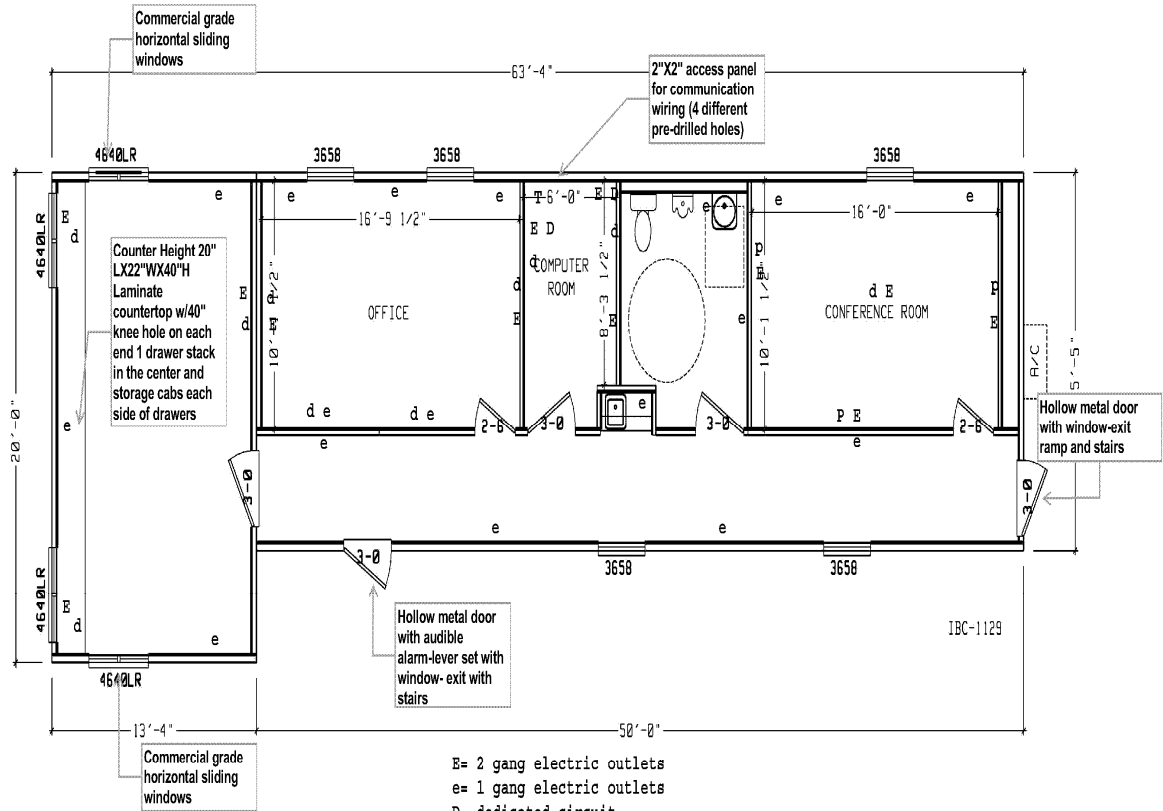 Commercial grade
horizontal sliding
windows
63'-4"
2"X2" access panel
for communication
wiring (4 different
pre-drilled holes)
4640LR
3658
3658
3658
e
e
e
e
e
e
T
6'-0"
E D
16'-9 1/2"
16'-0"
E
d
4640LR
E D
d
d
Counter Height 20"
LX22"WX40"H
Laminate
countertop w/40"
knee hole on each
end 1 drawer stack
in the center and
storage cabs each
side of drawers
COMPUTER
ROOM
OFFICE
8'-3 1/2"
10'-1 1/2"
p
d E
CONFERENCE ROOM
p
E
E
d
d
E
d
E
E
e
A/C
5'-5"
20'-0"
e
d e
d e
e
P E
2-6
3-0
3-0
2-6
e
e
Hollow metal door
with window-exit
ramp and stairs
3-0
3-0
e
e
3-0
3658
3658
4640LR
E
d
e
Hollow metal door
with audible
alarm-lever set with
window- exit with
stairs
IBC-1129
4640LR
13'-4"
50'-0"
Commercial grade
horizontal sliding
windows
E= 2 gang electric outlets
e= 1 gang electric outlets